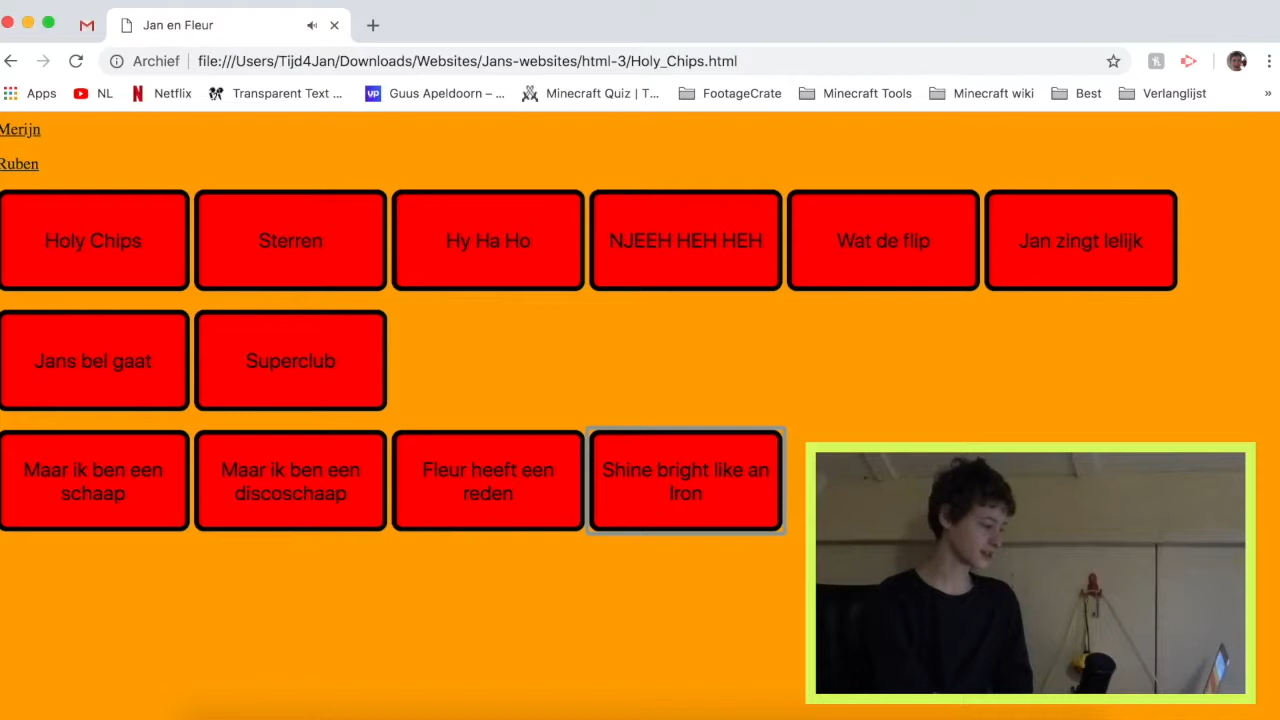 Jan en Fleur
Archief file:///Users/Tijd4Jan/Downloads/Websites/Jans-websites/html-3/Holy_Chips.html
Apps NL Netflix Transparent Text ... Guus Apeldoorn – ... Minecraft Quiz | T... FootageCrate Minecraft Tools Minecraft wiki Best Verlanglijst »
Merijn
Ruben
Holy Chips Sterren Hy Ha Ho NJEEH HEH HEH Wat de flip Jan zingt lelijk
Jans bel gaat Superclub
Maar ik ben een schaap
Maar ik ben een discoschaap
Fleur heeft een reden
Shine bright like an Iron